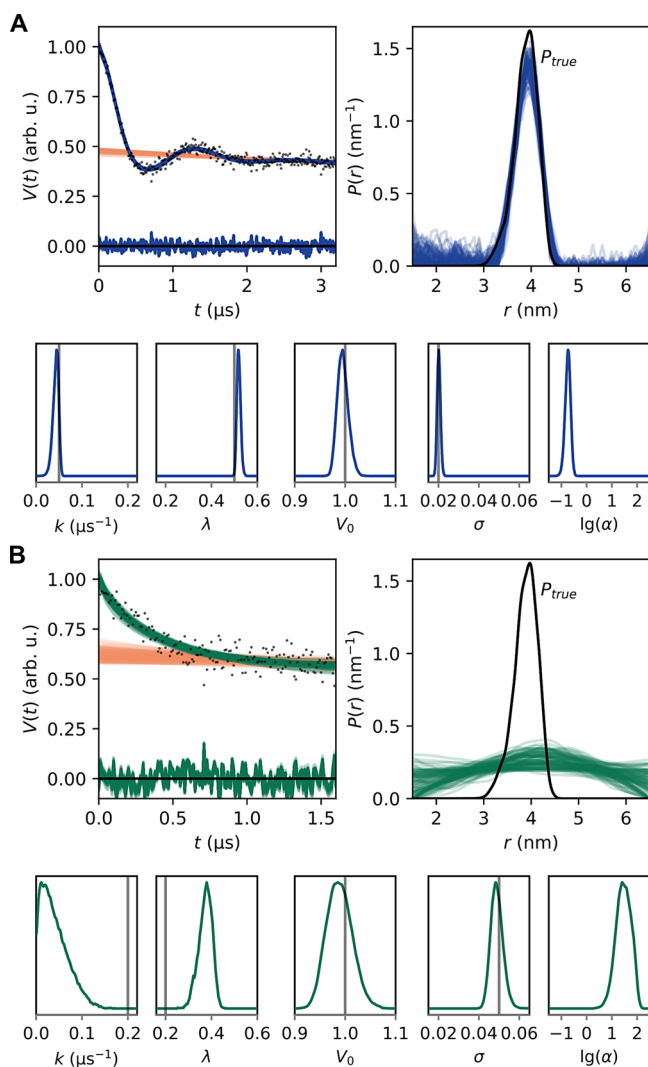 A
V(t) (arb. u.)
1.00
0.75
0.50
0.25
0.00
0
1
2
3
t (μs)
P(r) (nm⁻¹)
1.5
1.0
0.5
0.0
P_true
2
3
4
5
6
r (nm)
0.0 0.1 0.2
k (μs⁻¹)
0.2 0.4 0.6
λ
0.9 1.0 1.1
V₀
0.02 0.04 0.06
σ
−1 0 1 2
lg(α)
B
V(t) (arb. u.)
1.00
0.75
0.50
0.25
0.00
0.0
0.5
1.0
1.5
t (μs)
P(r) (nm⁻¹)
1.5
1.0
0.5
0.0
P_true
2
3
4
5
6
r (nm)
0.0 0.1 0.2
k (μs⁻¹)
0.2 0.4 0.6
λ
0.9 1.0 1.1
V₀
0.02 0.04 0.06
σ
−1 0 1 2
lg(α)